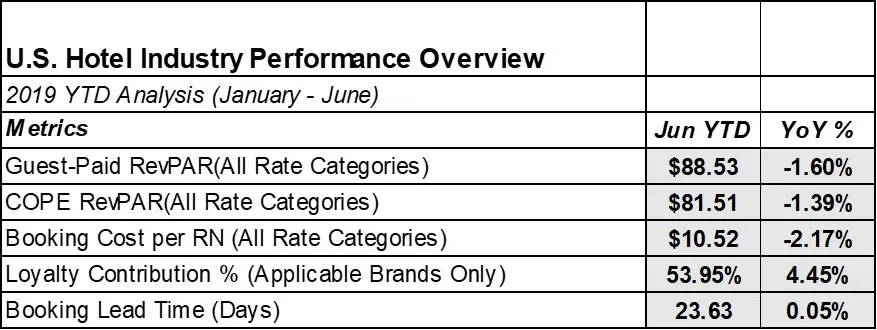 U.S. Hotel Industry Performance Overview
2019 YTD Analysis (January - June)
Metrics Jun YTD YoY %
Guest-Paid RevPAR(All Rate Categories) $88.53 -1.60%
COPE RevPAR(All Rate Categories) $81.51 -1.39%
Booking Cost per RN (All Rate Categories) $10.52 -2.17%
Loyalty Contribution % (Applicable Brands Only) 53.95% 4.45%
Booking Lead Time (Days) 23.63 0.05%